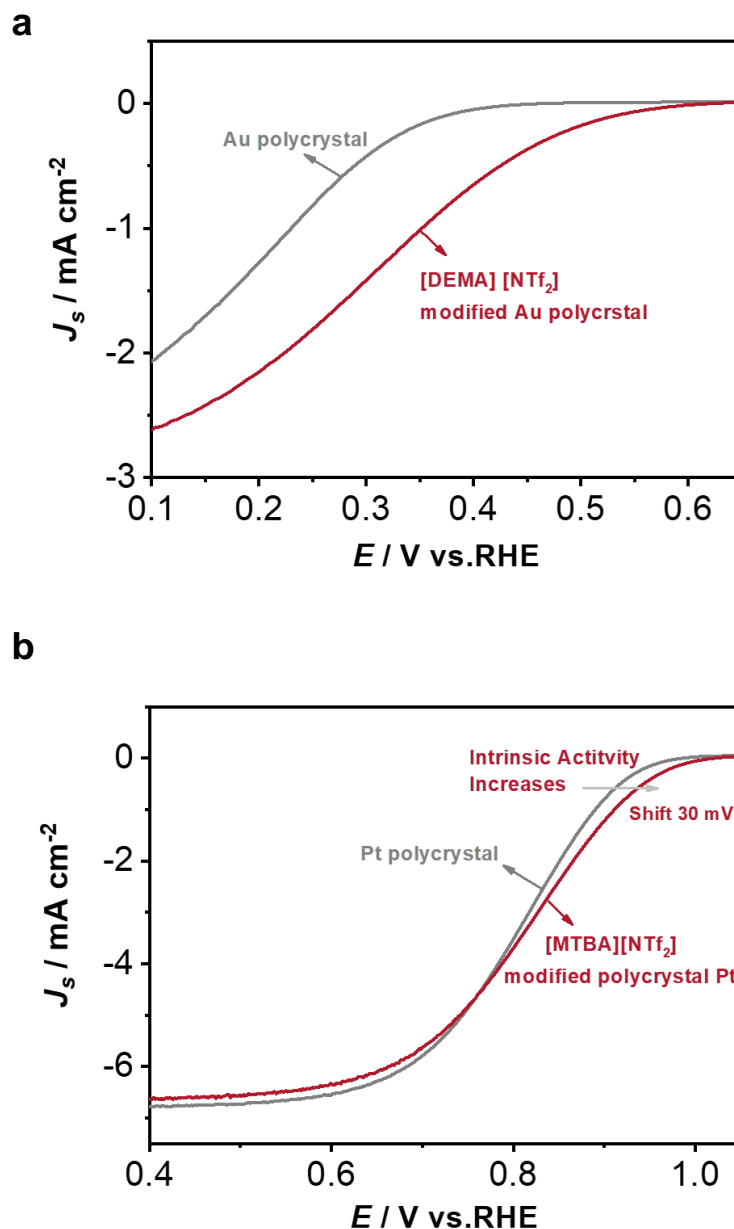 a
0
Au polycrystal
-1
[DEMA] [NTf₂]
modified Au polycrstal
-2
-3
Jₛ / mA cm⁻²
0.1 0.2 0.3 0.4 0.5 0.6
E / V vs.RHE
b
0
Intrinsic Actitvity
Increases
Shift 30 mV
-2
Pt polycrystal
-4
[MTBA][NTf₂]
modified polycrystal Pt
-6
Jₛ / mA cm⁻²
0.4 0.6 0.8 1.0
E / V vs.RHE